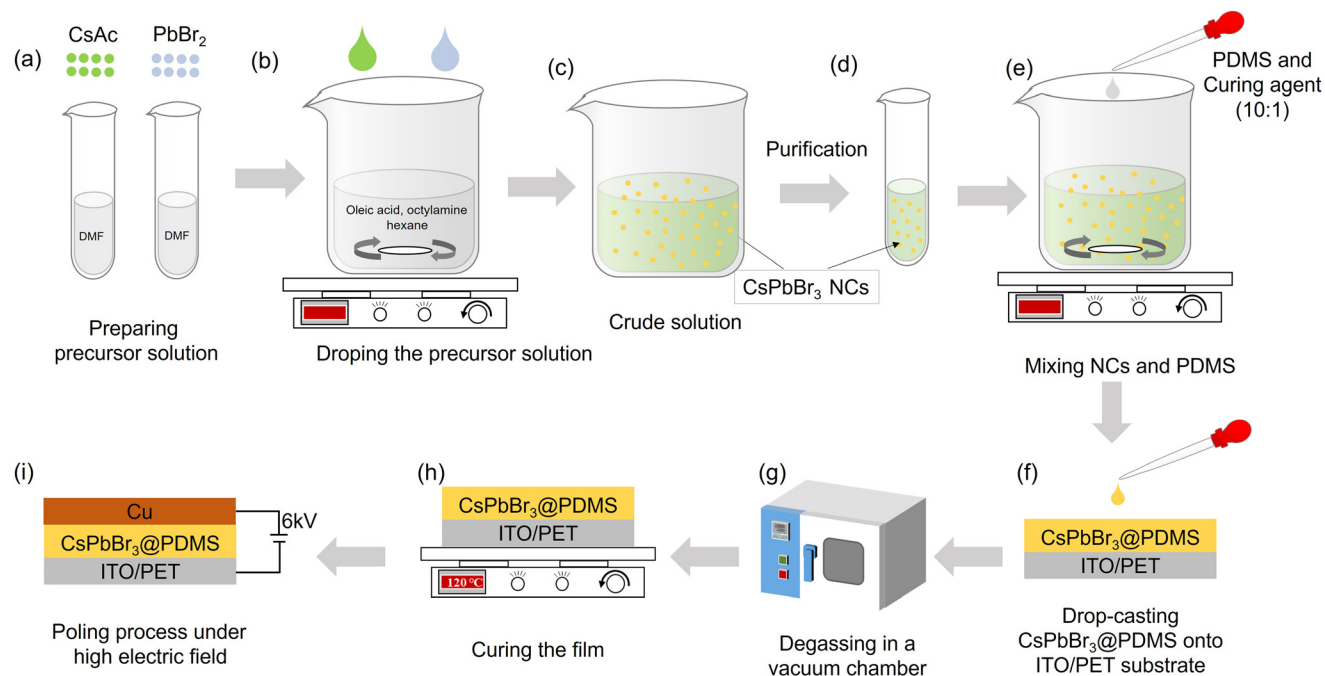 (a)
CsAc
PbBr₂
DMF
DMF
Preparing
precursor solution
(b)
Oleic acid, octylamine
hexane
Droping the precursor solution
(c)
Crude solution
CsPbBr₃ NCs
Purification
(d)
(e)
PDMS and
Curing agent
(10:1)
Mixing NCs and PDMS
(f)
CsPbBr₃@PDMS
ITO/PET
Drop-casting
CsPbBr₃@PDMS onto
ITO/PET substrate
(g)
Degassing in a
vacuum chamber
(h)
CsPbBr₃@PDMS
ITO/PET
120℃
Curing the film
(i)
Cu
CsPbBr₃@PDMS
ITO/PET
6kV
Poling process under
high electric field